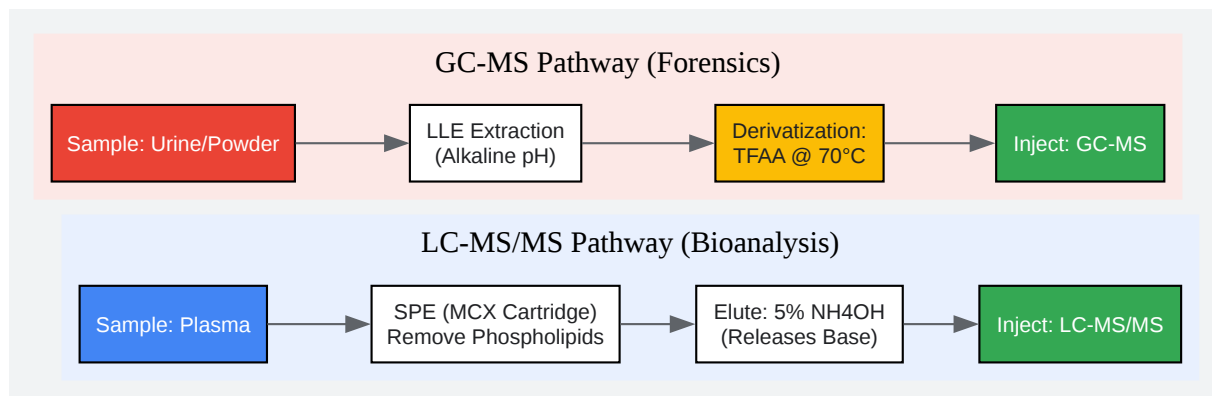 GC-MS Pathway (Forensics)
Sample: Urine/Powder
LLE Extraction
(Alkaline pH)
Derivatization:
TFAA @ 70°C
Inject: GC-MS
LC-MS/MS Pathway (Bioanalysis)
Sample: Plasma
SPE (MCX Cartridge)
Remove Phospholipids
Elute: 5% NH4OH
(Releases Base)
Inject: LC-MS/MS